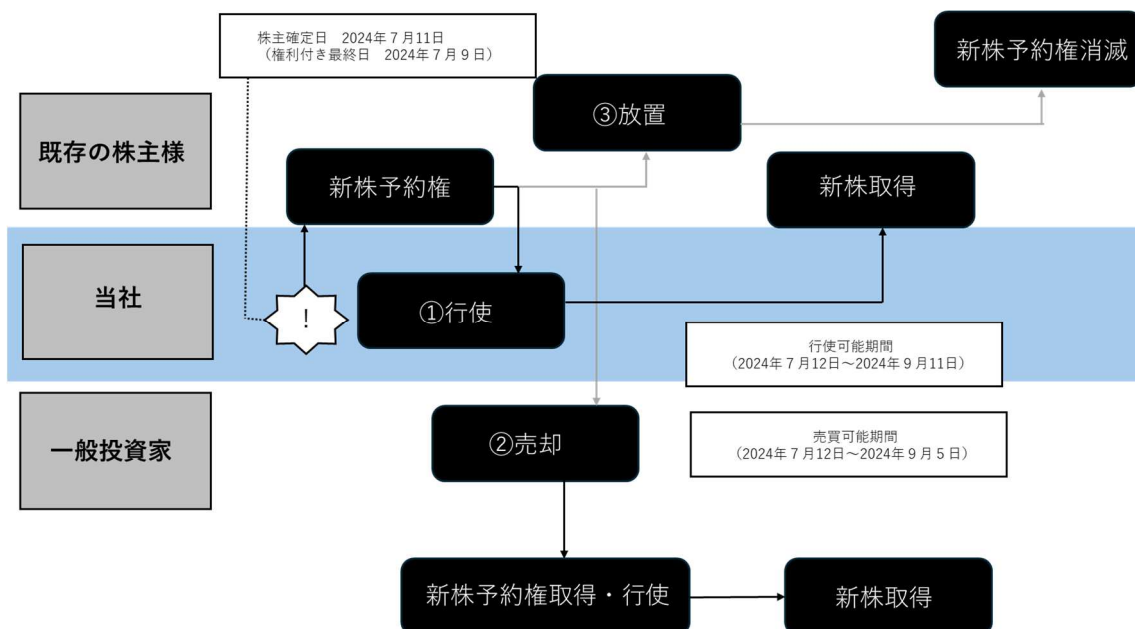 株主確定日　2024年７月11日
（権利付き最終日　2024年７月９日）
新株予約権消滅
③放置
既存の株主様
新株予約権
新株取得
当社
!
①行使
行使可能期間
（2024年７月12日～2024年９月11日）
一般投資家
②売却
売買可能期間
（2024年７月12日～2024年９月５日）
新株予約権取得・行使
新株取得